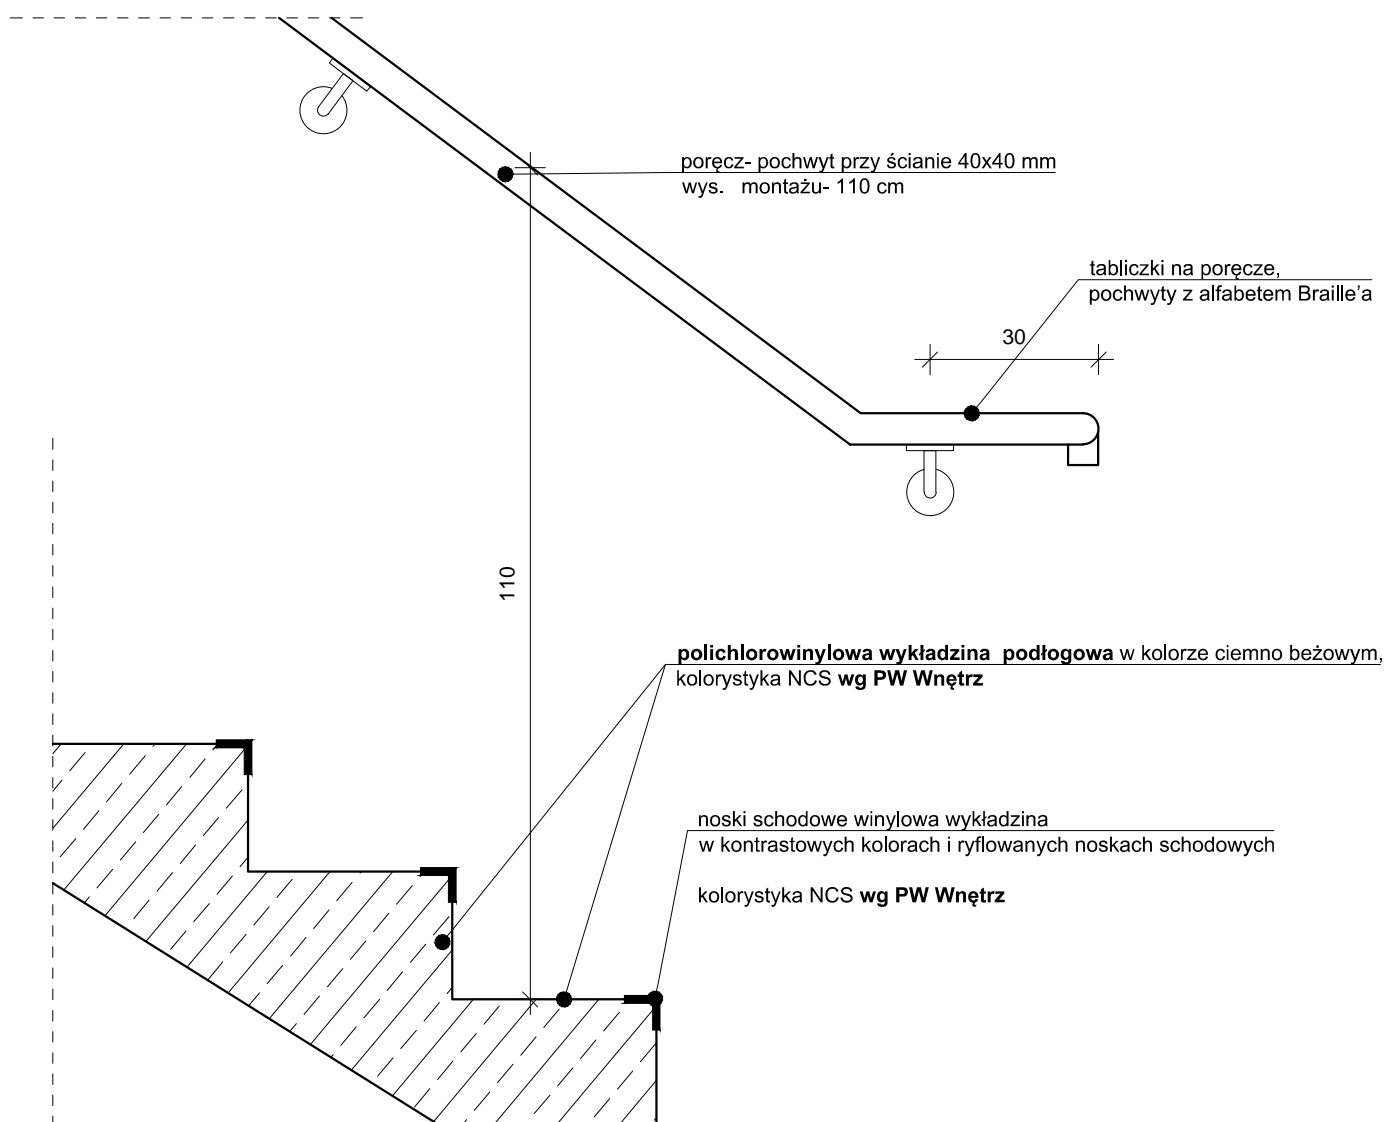 poręcz- pochwyt przy ścianie 40x40 mm
wys. montażu- 110 cm
tabliczki na poręcze,
pochwyty z alfabetem Braille'a
30
110
polichlorowinylowa wykładzina podłogowa w kolorze ciemno beżowym,
kolorystyka NCS wg PW Wnętrz
noski schodowe winylowa wykładzina
w kontrastowych kolorach i ryflowanych noskach schodowych
kolorystyka NCS wg PW Wnętrz